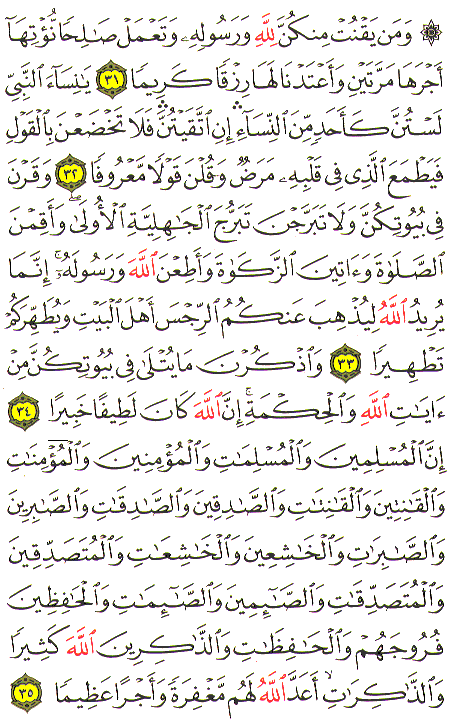 ۞ وَمَن يَقْنُتْ مِنكُنَّ لِلَّهِ وَرَسُولِهِۦ وَتَعْمَلْ صَٰلِحًا نُّؤْتِهَآ
أَجْرَهَا مَرَّتَيْنِ وَأَعْتَدْنَا لَهَا رِزْقًا كَرِيمًا ٣١ يَٰنِسَآءَ ٱلنَّبِيِّ
لَسْتُنَّ كَأَحَدٍ مِّنَ ٱلنِّسَآءِ إِنِ ٱتَّقَيْتُنَّ فَلَا تَخْضَعْنَ بِٱلْقَوْلِ
فَيَطْمَعَ ٱلَّذِى فِى قَلْبِهِۦ مَرَضٌ وَقُلْنَ قَوْلًا مَّعْرُوفًا ٣٢ وَقَرْنَ
فِى بُيُوتِكُنَّ وَلَا تَبَرَّجْنَ تَبَرُّجَ ٱلْجَٰهِلِيَّةِ ٱلْأُولَىٰۖ وَأَقِمْنَ
ٱلصَّلَوٰةَ وَءَاتِينَ ٱلزَّكَوٰةَ وَأَطِعْنَ ٱللَّهَ وَرَسُولَهُۥٓۚ إِنَّمَا
يُرِيدُ ٱللَّهُ لِيُذْهِبَ عَنكُمُ ٱلرِّجْسَ أَهْلَ ٱلْبَيْتِ وَيُطَهِّرَكُمْ
تَطْهِيرًا ٣٣ وَٱذْكُرْنَ مَا يُتْلَىٰ فِى بُيُوتِكُنَّ مِنْ
ءَايَٰتِ ٱللَّهِ وَٱلْحِكْمَةِۚ إِنَّ ٱللَّهَ كَانَ لَطِيفًا خَبِيرًا ٣٤
إِنَّ ٱلْمُسْلِمِينَ وَٱلْمُسْلِمَٰتِ وَٱلْمُؤْمِنِينَ وَٱلْمُؤْمِنَٰتِ
وَٱلْقَٰنِتِينَ وَٱلْقَٰنِتَٰتِ وَٱلصَّٰدِقِينَ وَٱلصَّٰدِقَٰتِ وَٱلصَّٰبِرِينَ
وَٱلصَّٰبِرَٰتِ وَٱلْخَٰشِعِينَ وَٱلْخَٰشِعَٰتِ وَٱلْمُتَصَدِّقِينَ
وَٱلْمُتَصَدِّقَٰتِ وَٱلصَّٰٓئِمِينَ وَٱلصَّٰٓئِمَٰتِ وَٱلْحَٰفِظِينَ
فُرُوجَهُمْ وَٱلْحَٰفِظَٰتِ وَٱلذَّٰكِرِينَ ٱللَّهَ كَثِيرًا
وَٱلذَّٰكِرَٰتِ أَعَدَّ ٱللَّهُ لَهُم مَّغْفِرَةً وَأَجْرًا عَظِيمًا ٣٥